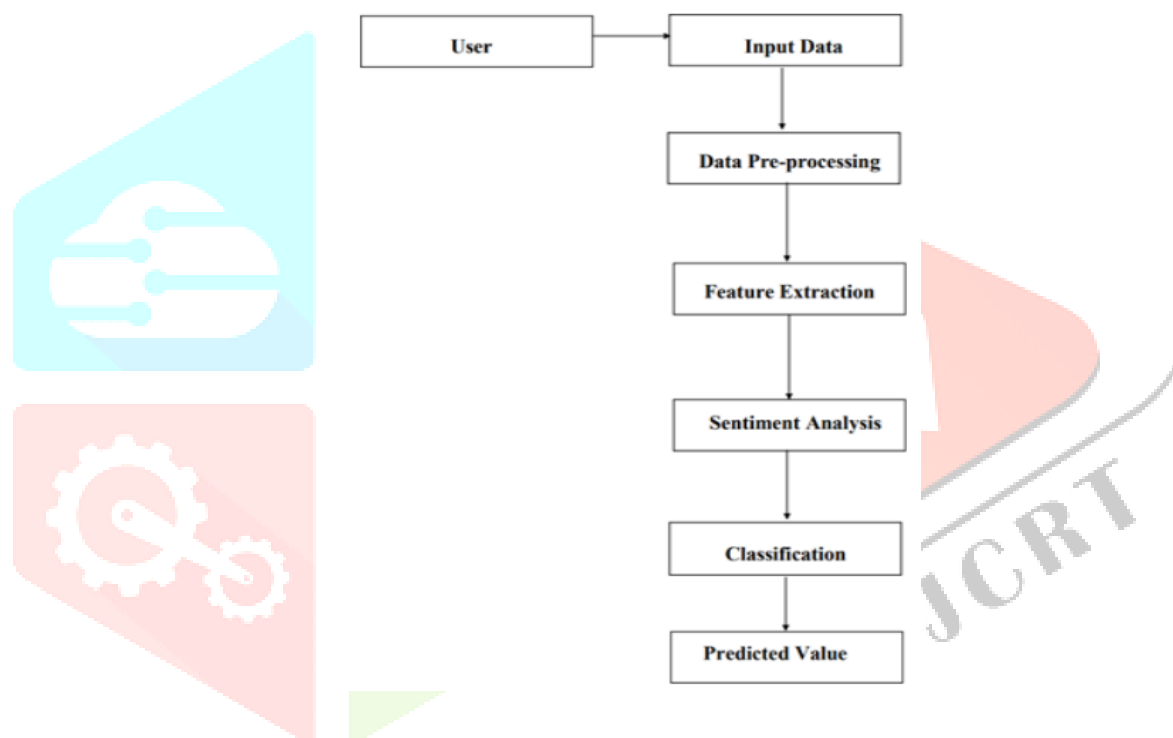 User
Input Data
Data Pre-processing
Feature Extraction
Sentiment Analysis
Classification
Predicted Value
JCRT